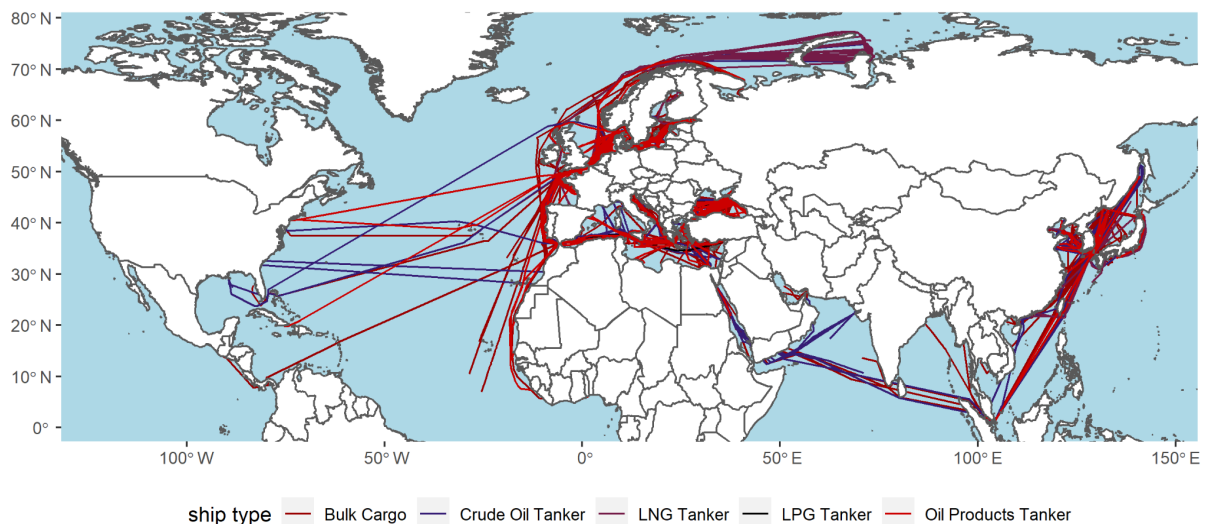 80° N
70° N
60° N
50° N
40° N
30° N
20° N
10° N
0°
100° W 50° W 0° 50° E 100° E 150° E
ship type Bulk Cargo Crude Oil Tanker LNG Tanker LPG Tanker Oil Products Tanker